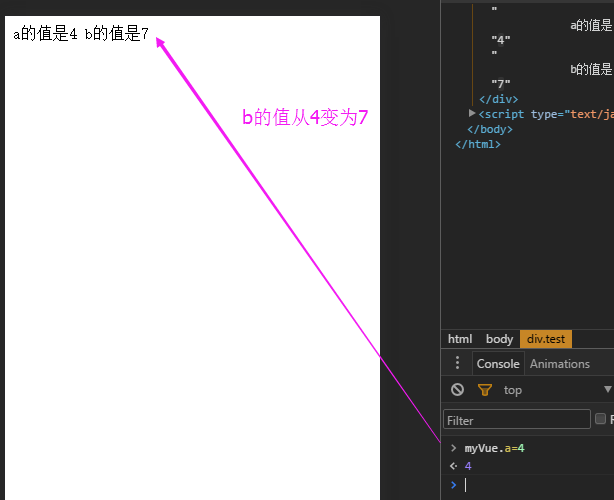 a的值是4 b的值是7
b的值从4变为7
"
a的值是
"4"
"
b的值是
"7"
</div>
<script type="text/ja
</body>
</html>
html body div.test
Console Animations
top
Filter
myVue.a=4
4